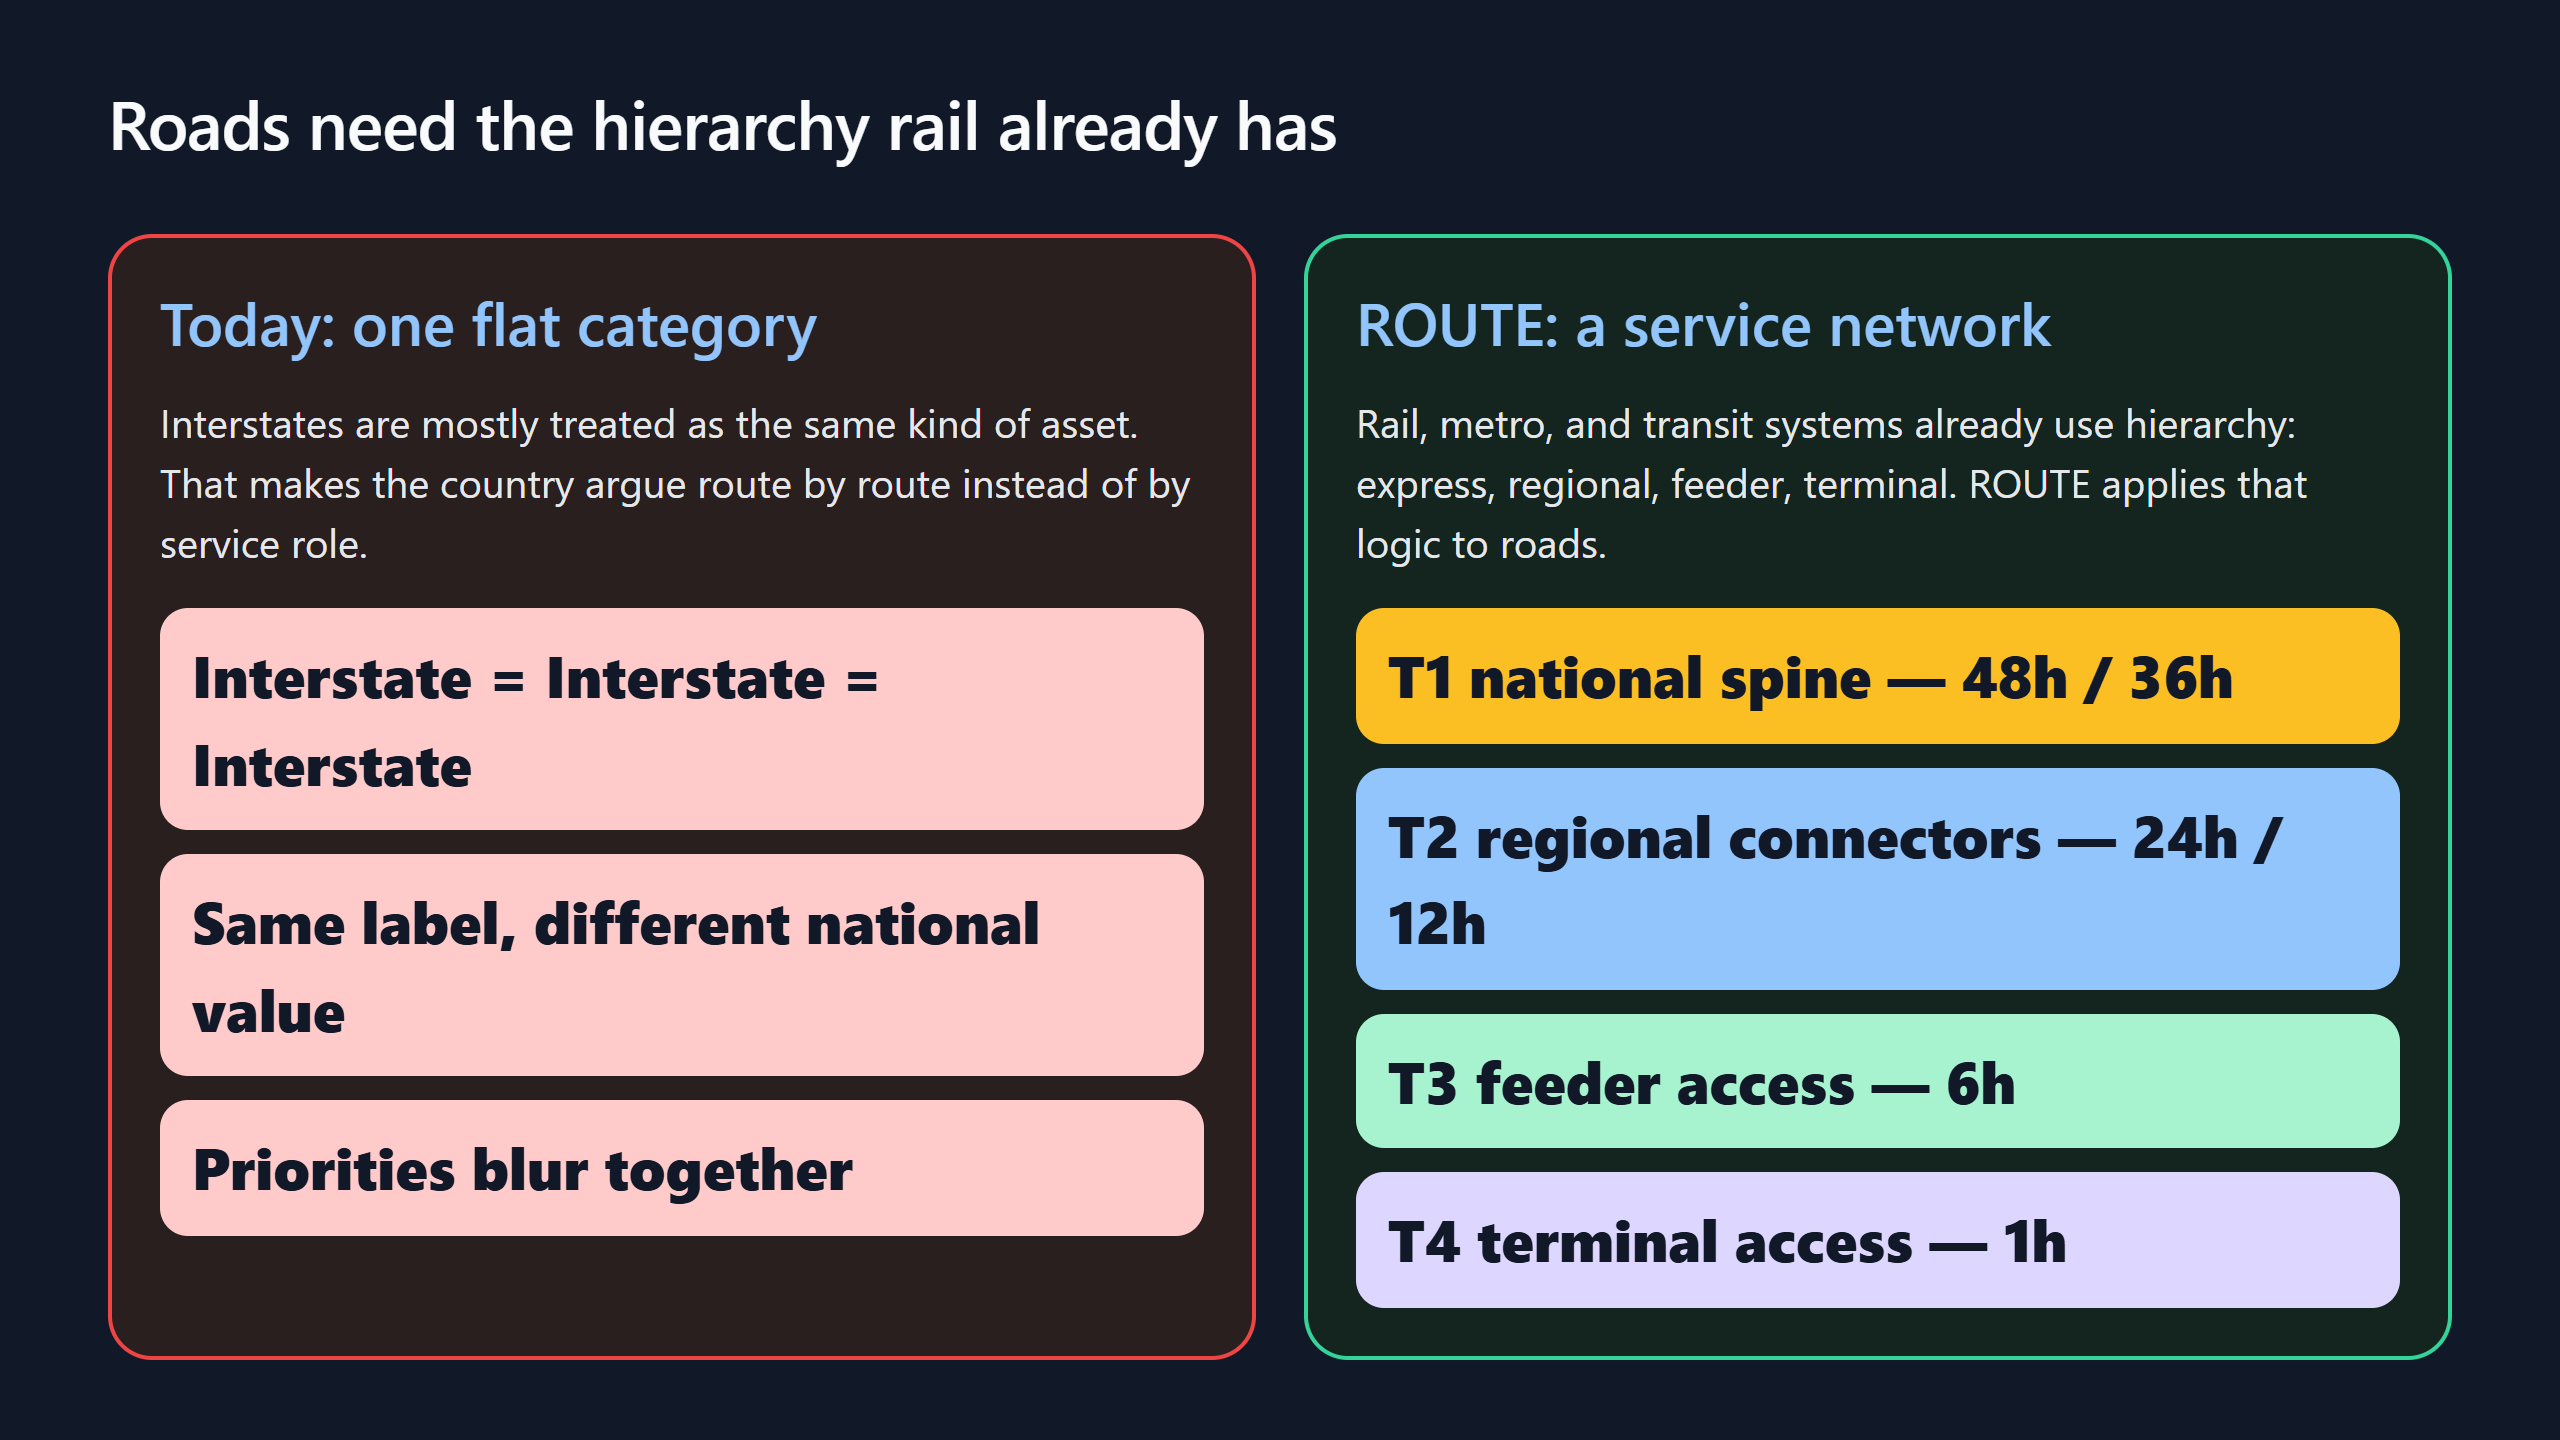 Roads need the hierarchy rail already has
Today: one flat category
Interstates are mostly treated as the same kind of asset.
That makes the country argue route by route instead of by
service role.
Interstate = Interstate =
Interstate
Same label, different national
value
Priorities blur together
ROUTE: a service network
Rail, metro, and transit systems already use hierarchy:
express, regional, feeder, terminal. ROUTE applies that
logic to roads.
T1 national spine — 48h / 36h
T2 regional connectors — 24h /
12h
T3 feeder access — 6h
T4 terminal access — 1h